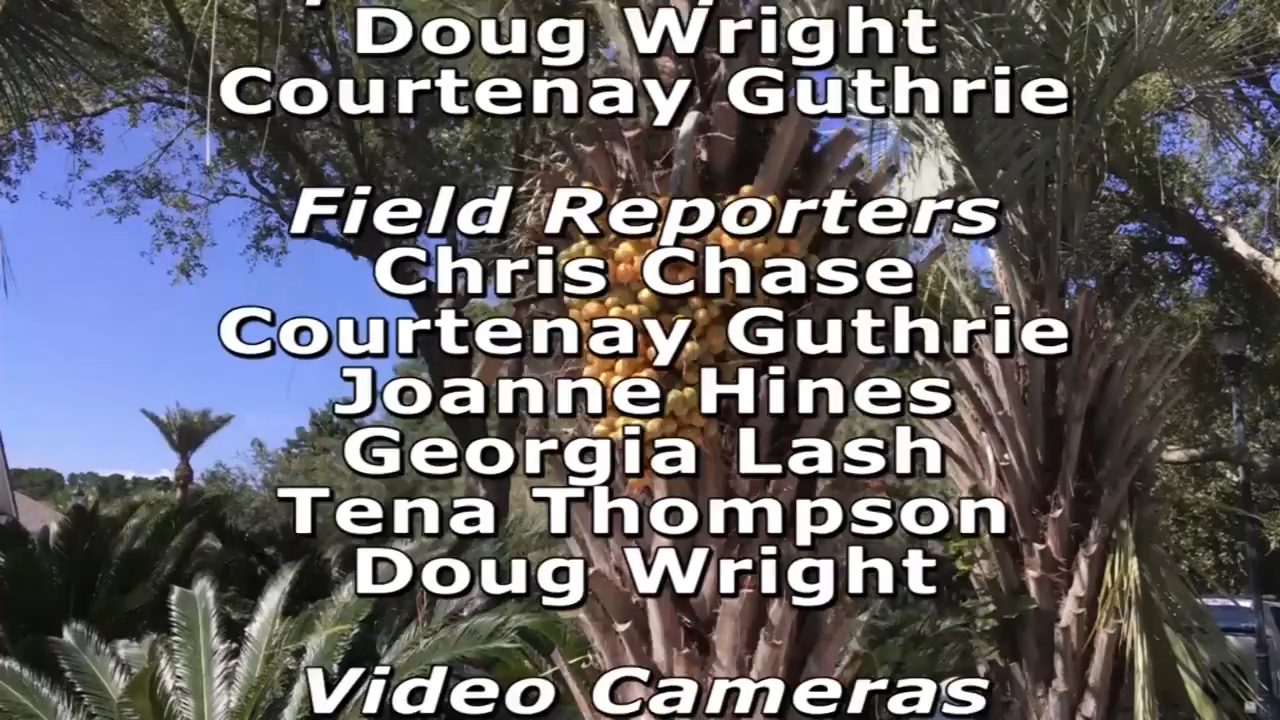 Doug Wright
Courtenay Guthrie
Field Reporters
Chris Chase
Courtenay Guthrie
Joanne Hines
Georgia Lash
Tena Thompson
Doug Wright
Video Cameras